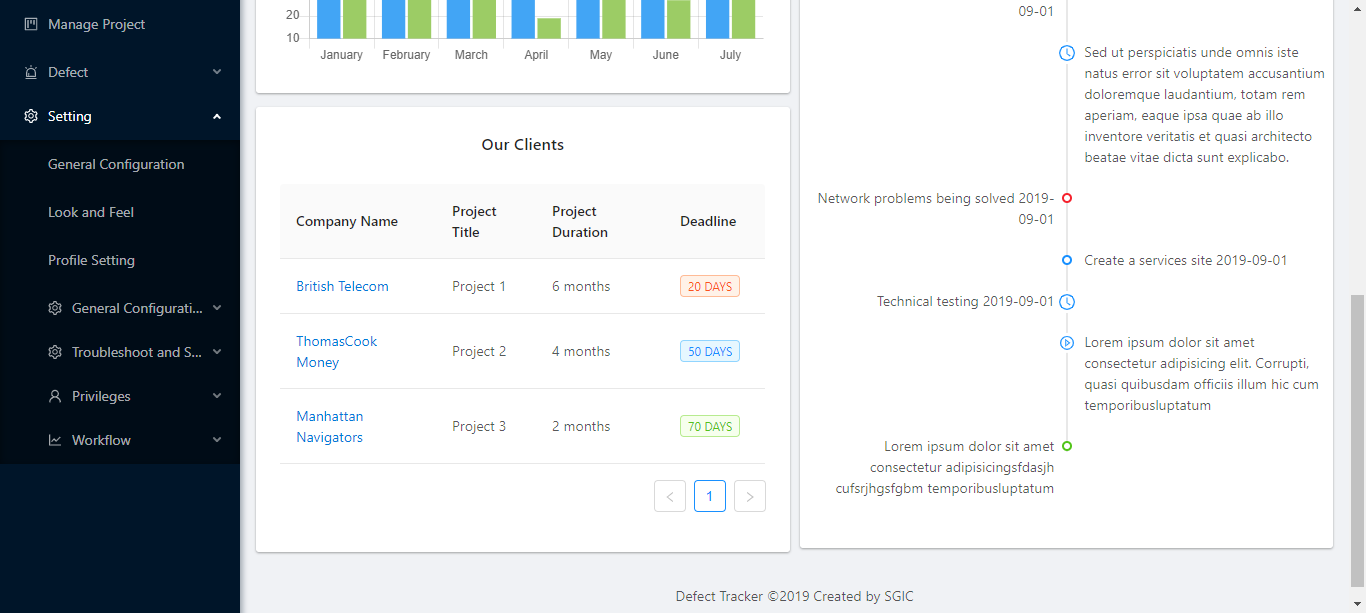 Manage Project
Defect
Setting
General Configuration
Look and Feel
Profile Setting
General Configurati...
Troubleshoot and S...
Privileges
Workflow
20
10
January February March April May June July
Our Clients
Company Name Project Title Project Duration Deadline
British Telecom Project 1 6 months 20 DAYS
ThomasCook Money Project 2 4 months 50 DAYS
Manhattan Navigators Project 3 2 months 70 DAYS
< 1 >
09-01
Sed ut perspiciatis unde omnis iste
natus error sit voluptatem accusantium
doloremque laudantium, totam rem
aperiam, eaque ipsa quae ab illo
inventore veritatis et quasi architecto
beatae vitae dicta sunt explicabo.
Network problems being solved 2019-
09-01
Create a services site 2019-09-01
Technical testing 2019-09-01
Lorem ipsum dolor sit amet
consectetur adipisicing elit. Corrupti,
quasi quibusdam officiis illum hic cum
temporibusluptatum
Lorem ipsum dolor sit amet
consectetur adipisicingsfdasjh
cufsrjhgsfgbm temporibusluptatum
Defect Tracker ©2019 Created by SGIC